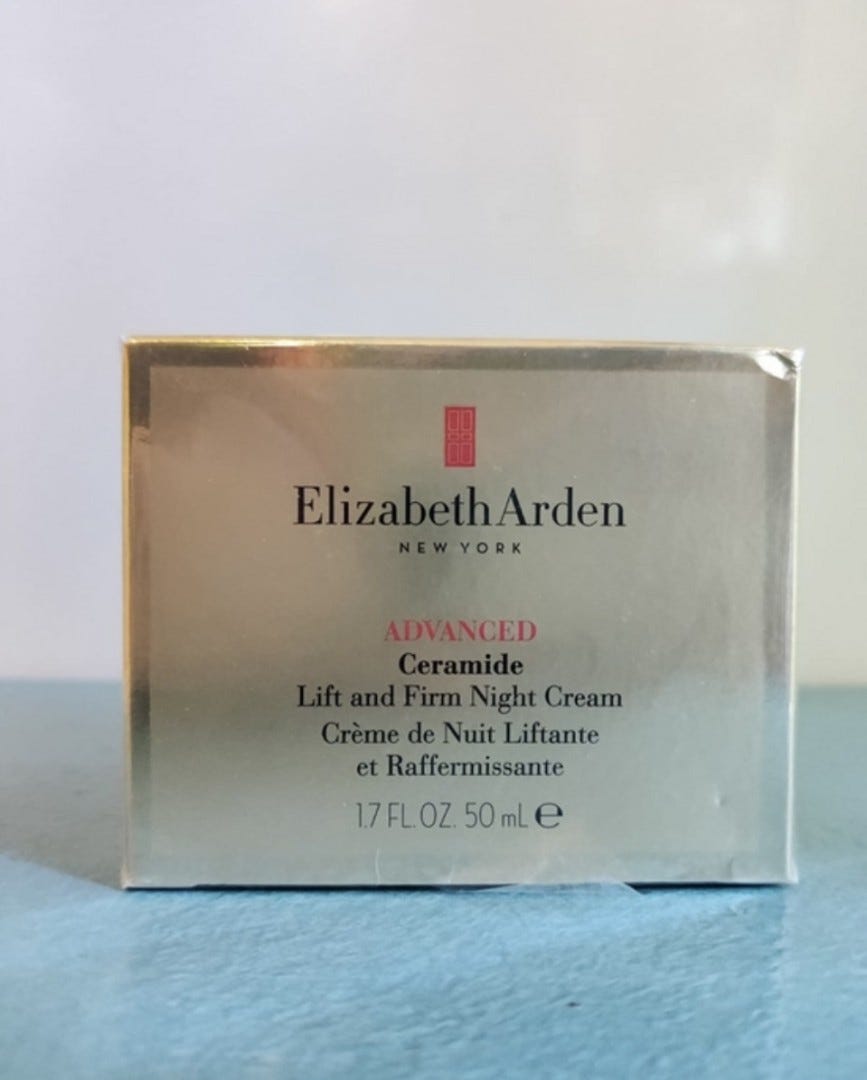 Elizabeth Arden
NEW YORK
ADVANCED
Ceramide
Lift and Firm Night Cream
Crème de Nuit Liftante
et Raffermissante
1.7 FL.OZ. 50 mL ℮